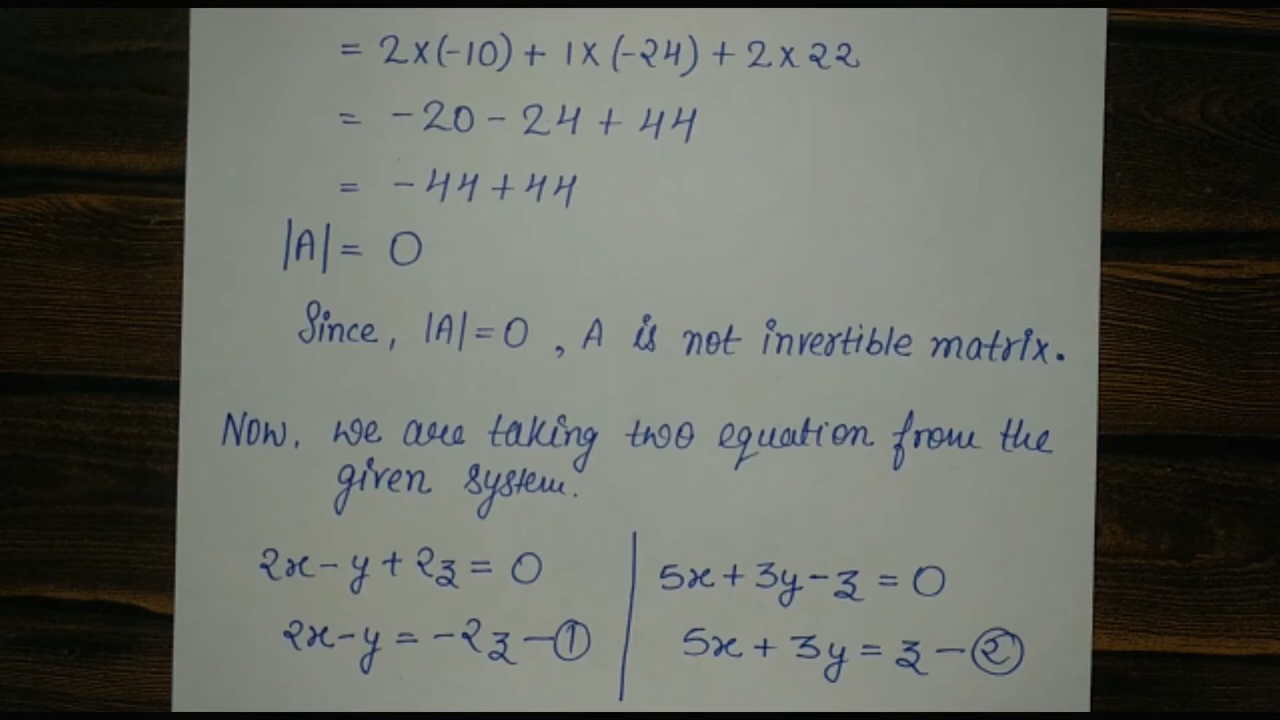 = 2x(-10) + 1x(-24) + 2x22
= -20 - 24 + 44
= -44 + 44
|A| = 0
Since, |A| = 0 , A is not invertible matrix.
Now, we are taking two equation from the
given system.
2x - y + 2z = 0
2x - y = -2z - ①
5x + 3y - z = 0
5x + 3y = z - ②